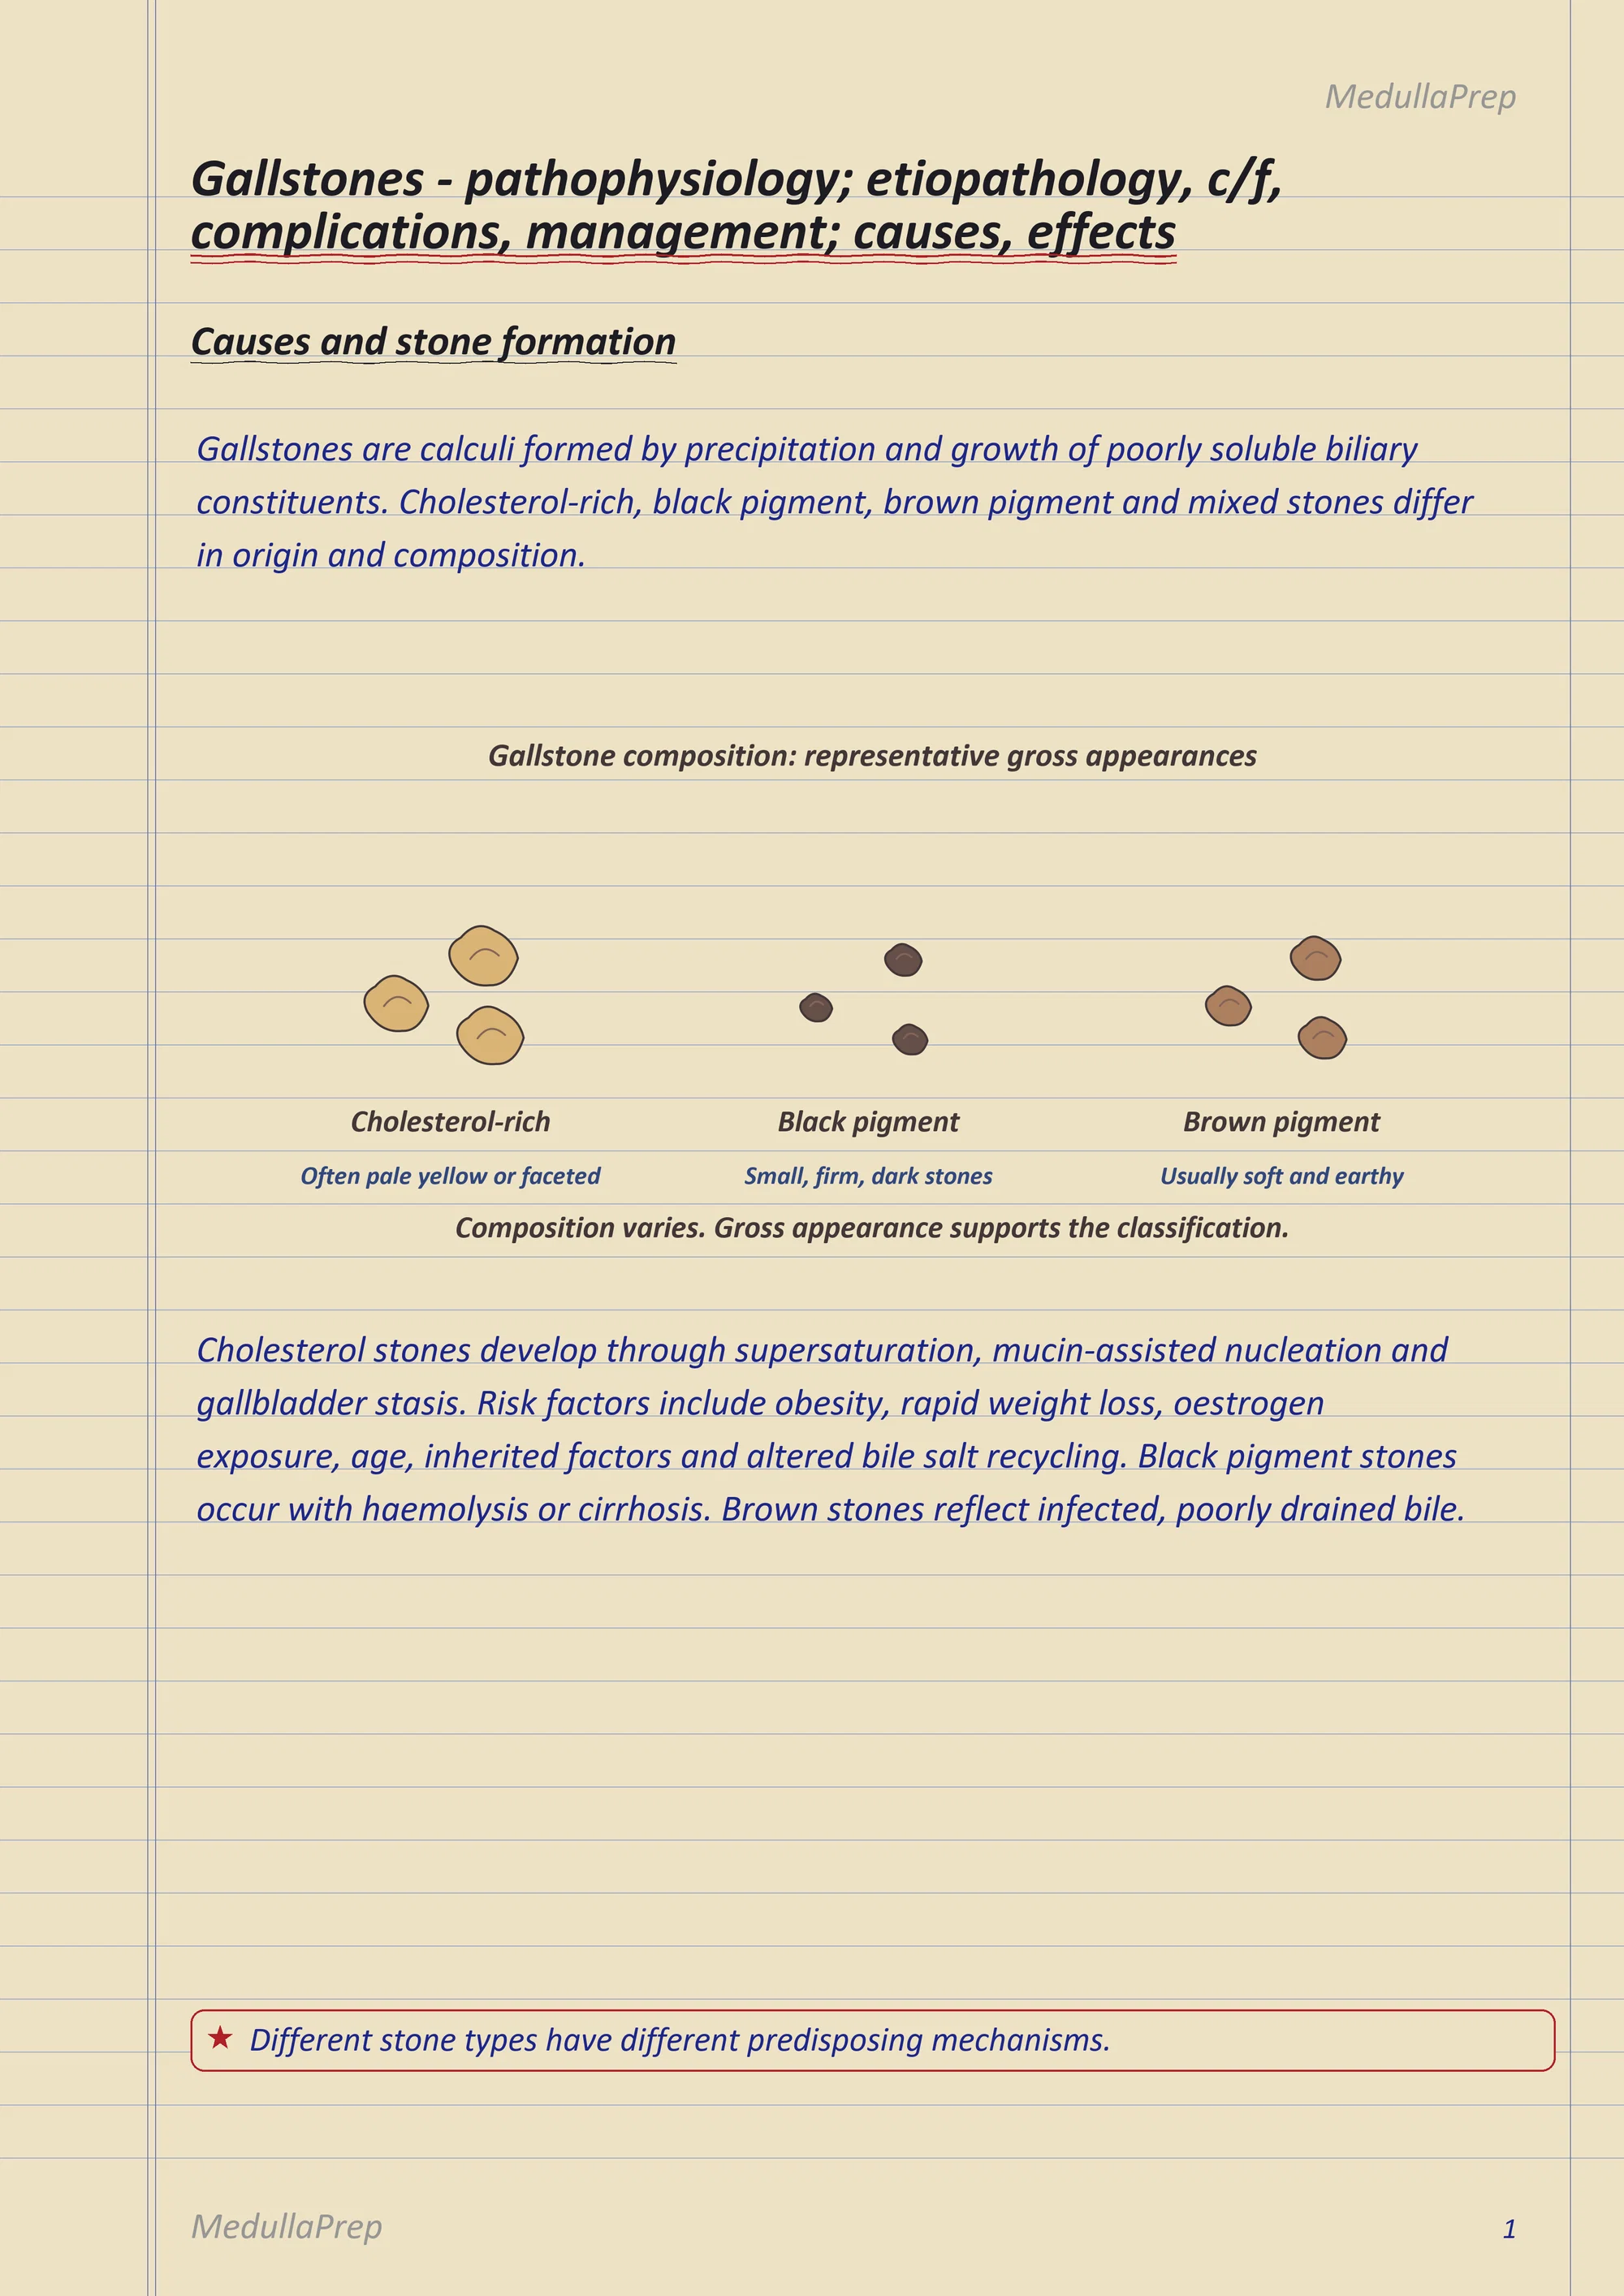 MedullaPrep
Gallstones - pathophysiology; etiopathology, c/f,
complications, management; causes, effects
Causes and stone formation
Gallstones are calculi formed by precipitation and growth of poorly soluble biliary
constituents. Cholesterol-rich, black pigment, brown pigment and mixed stones differ
in origin and composition.
Gallstone composition: representative gross appearances
Cholesterol-rich
Black pigment
Brown pigment
Often pale yellow or faceted
Small, firm, dark stones
Usually soft and earthy
Composition varies. Gross appearance supports the classification.
Cholesterol stones develop through supersaturation, mucin-assisted nucleation and
gallbladder stasis. Risk factors include obesity, rapid weight loss, oestrogen
exposure, age, inherited factors and altered bile salt recycling. Black pigment stones
occur with haemolysis or cirrhosis. Brown stones reflect infected, poorly drained bile.
★ Different stone types have different predisposing mechanisms.
MedullaPrep
1